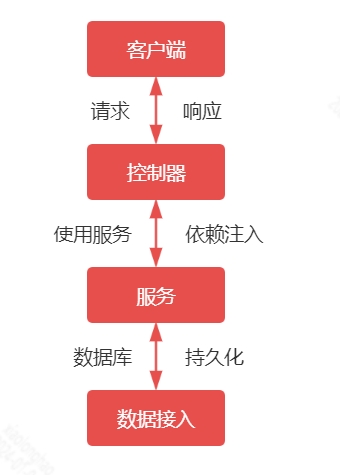 客户端
请求 响应
控制器
使用服务 依赖注入
服务
数据库 持久化
数据接入